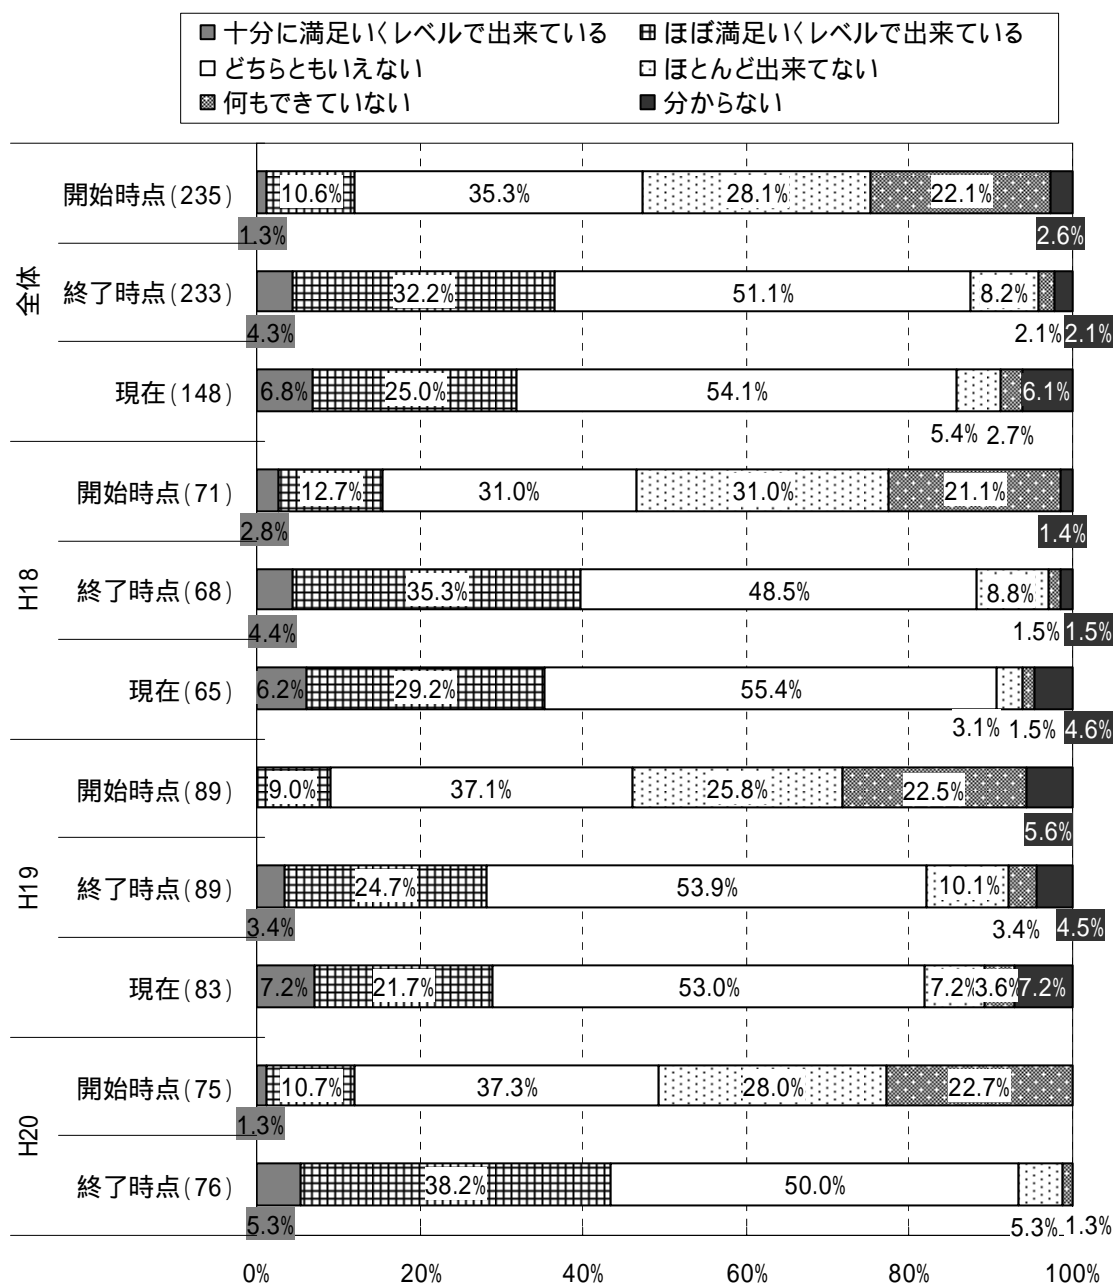 十分に満足いくレベルで出来ている ほぼ満足いくレベルで出来ている
どちらともいえない ほとんど出来てない
何もできていない 分からない
全体
開始時点(235) 10.6% 35.3% 28.1% 22.1%
1.3% 2.6%
終了時点(233) 32.2% 51.1% 8.2%
4.3% 2.1% 2.1%
現在(148) 6.8% 25.0% 54.1% 6.1%
5.4% 2.7%
H18
開始時点(71) 12.7% 31.0% 31.0% 21.1%
2.8% 1.4%
終了時点(68) 35.3% 48.5% 8.8%
4.4% 1.5% 1.5%
現在(65) 6.2% 29.2% 55.4%
3.1% 1.5% 4.6%
H19
開始時点(89) 9.0% 37.1% 25.8% 22.5%
5.6%
終了時点(89) 24.7% 53.9% 10.1%
3.4% 3.4% 4.5%
現在(83) 7.2% 21.7% 53.0% 7.2% 3.6% 7.2%
H20
開始時点(75) 10.7% 37.3% 28.0% 22.7%
1.3%
終了時点(76) 38.2% 50.0%
5.3% 5.3% 1.3%
0% 20% 40% 60% 80% 100%